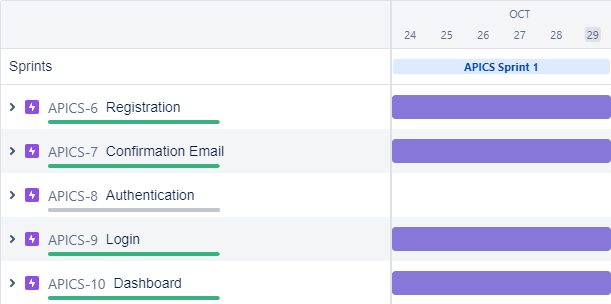 OCT
24 25 26 27 28 29
Sprints
APICS Sprint 1
APICS-6 Registration
APICS-7 Confirmation Email
APICS-8 Authentication
APICS-9 Login
APICS-10 Dashboard